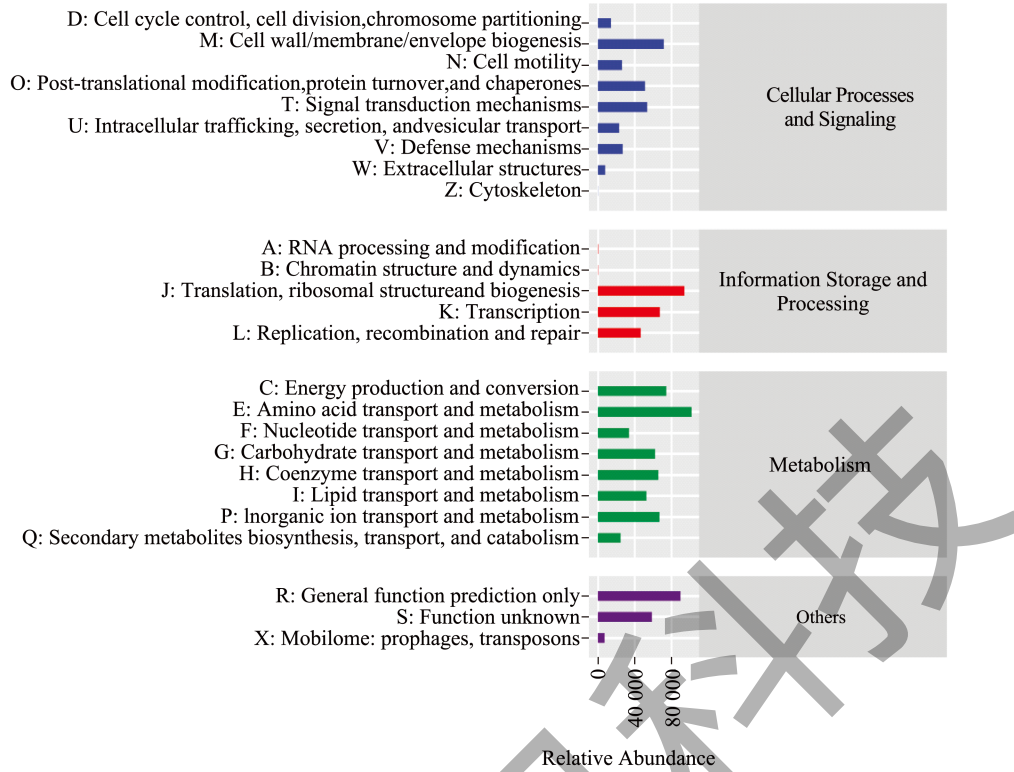 D: Cell cycle control, cell division,chromosome partitioning
M: Cell wall/membrane/envelope biogenesis
N: Cell motility
O: Post-translational modification,protein turnover,and chaperones
T: Signal transduction mechanisms
U: Intracellular trafficking, secretion, andvesicular transport
V: Defense mechanisms
W: Extracellular structures
Z: Cytoskeleton
Cellular Processes
and Signaling
A: RNA processing and modification
B: Chromatin structure and dynamics
J: Translation, ribosomal structureand biogenesis
K: Transcription
L: Replication, recombination and repair
Information Storage and
Processing
C: Energy production and conversion
E: Amino acid transport and metabolism
F: Nucleotide transport and metabolism
G: Carbohydrate transport and metabolism
H: Coenzyme transport and metabolism
I: Lipid transport and metabolism
P: lnorganic ion transport and metabolism
Q: Secondary metabolites biosynthesis, transport, and catabolism
Metabolism
R: General function prediction only
S: Function unknown
X: Mobilome: prophages, transposons
Others
0
40 000
80 000
Relative Abundance
科技